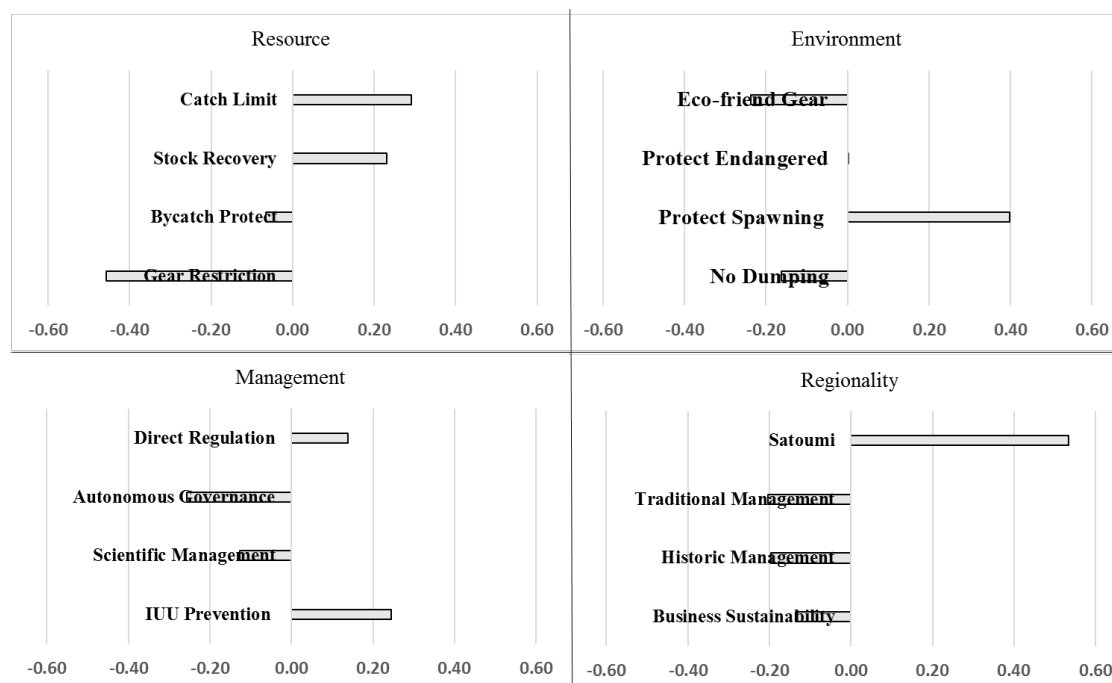 Resource
Catch Limit
Stock Recovery
Bycatch Protect
Gear Restriction
-0.60 -0.40 -0.20 0.00 0.20 0.40 0.60
Environment
Eco-friend Gear
Protect Endangered
Protect Spawning
No Dumping
-0.60 -0.40 -0.20 0.00 0.20 0.40 0.60
Management
Direct Regulation
Autonomous Governance
Scientific Management
IUU Prevention
-0.60 -0.40 -0.20 0.00 0.20 0.40 0.60
Regionality
Satoumi
Traditional Management
Historic Management
Business Sustainability
-0.60 -0.40 -0.20 0.00 0.20 0.40 0.60